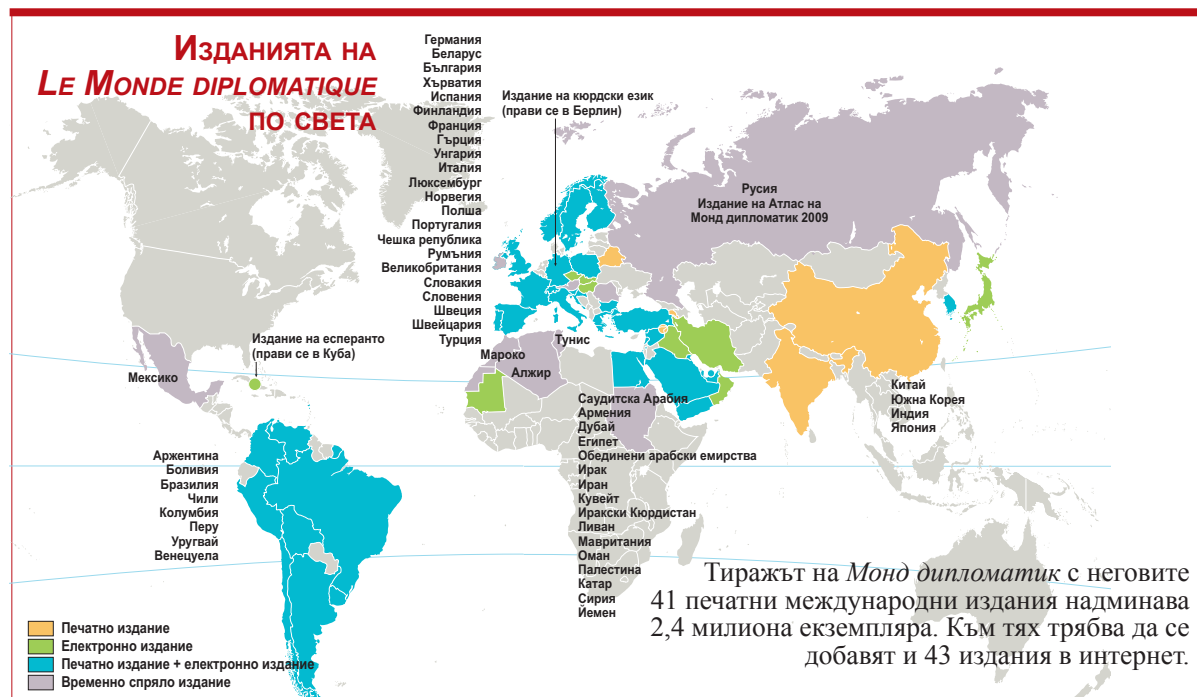 Изданията на
Le Monde diplomatique
по света
Германия
Беларус
България
Хърватия
Испания
Финландия
Франция
Гърция
Унгария
Италия
Люксембург
Норвегия
Полша
Португалия
Чешка република
Румъния
Великобритания
Словакия
Словения
Швеция
Швейцария
Турция
Издание на кюрдски език
(прави се в Берлин)
Русия
Издание на Атлас на
Монд дипломатик 2009
Издание на есперанто
(прави се в Куба)
Мексико
Мароко
Алжир
Тунис
Китай
Южна Корея
Индия
Япония
Саудитска Арабия
Армения
Дубай
Египет
Обединени арабски емирства
Ирак
Иран
Кувейт
Иракски Кюрдистан
Ливан
Мавритания
Оман
Палестина
Катар
Сирия
Йемен
Аржентина
Боливия
Бразилия
Чили
Колумбия
Перу
Уругвай
Венецуела
Печатно издание
Електронно издание
Печатно издание + електронно издание
Временно спряло издание
Тиражът на Монд дипломатик с неговите
41 печатни международни издания надминава
2,4 милиона екземпляра. Към тях трябва да се
добавят и 43 издания в интернет.